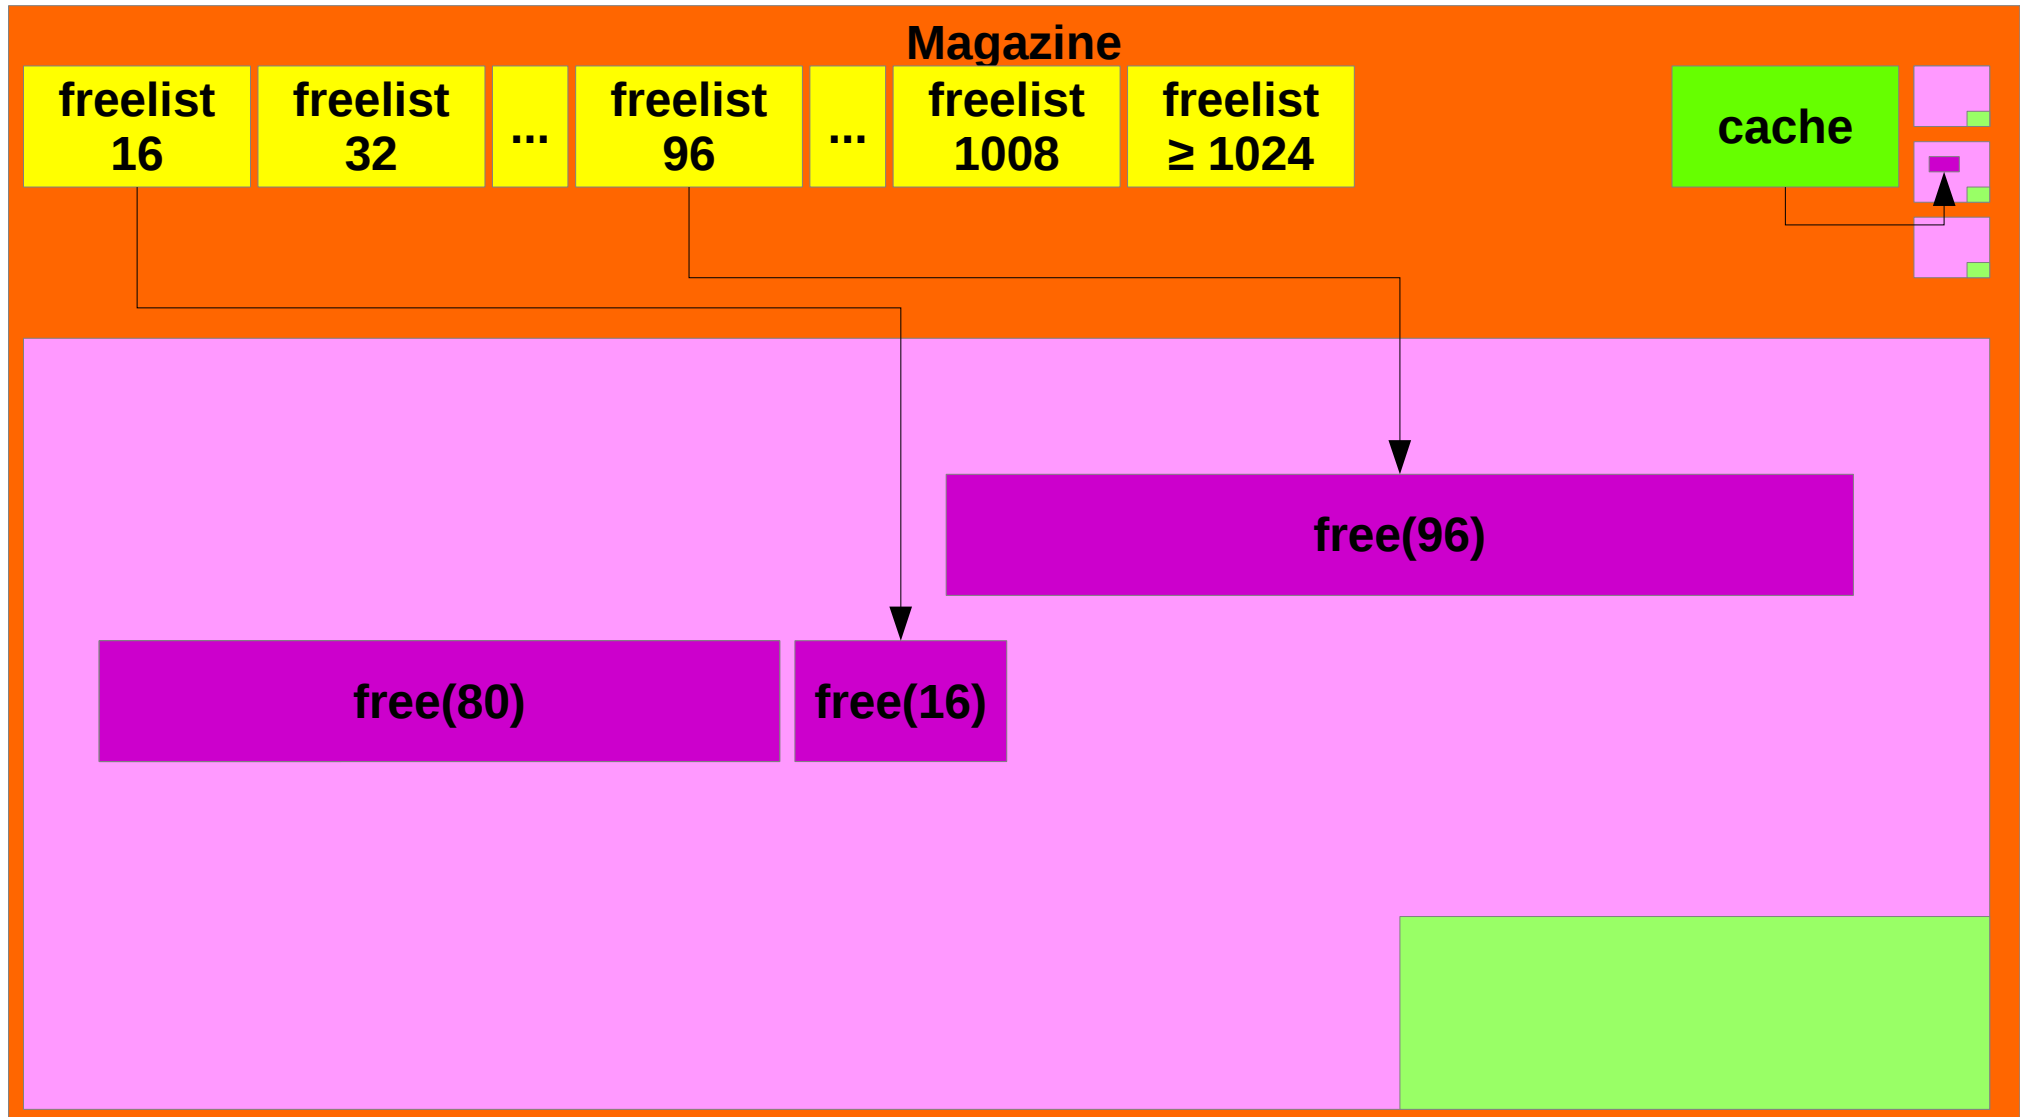 Magazine
freelist
16
freelist
32
...
freelist
96
...
freelist
1008
freelist
≥ 1024
cache
free(96)
free(80)
free(16)